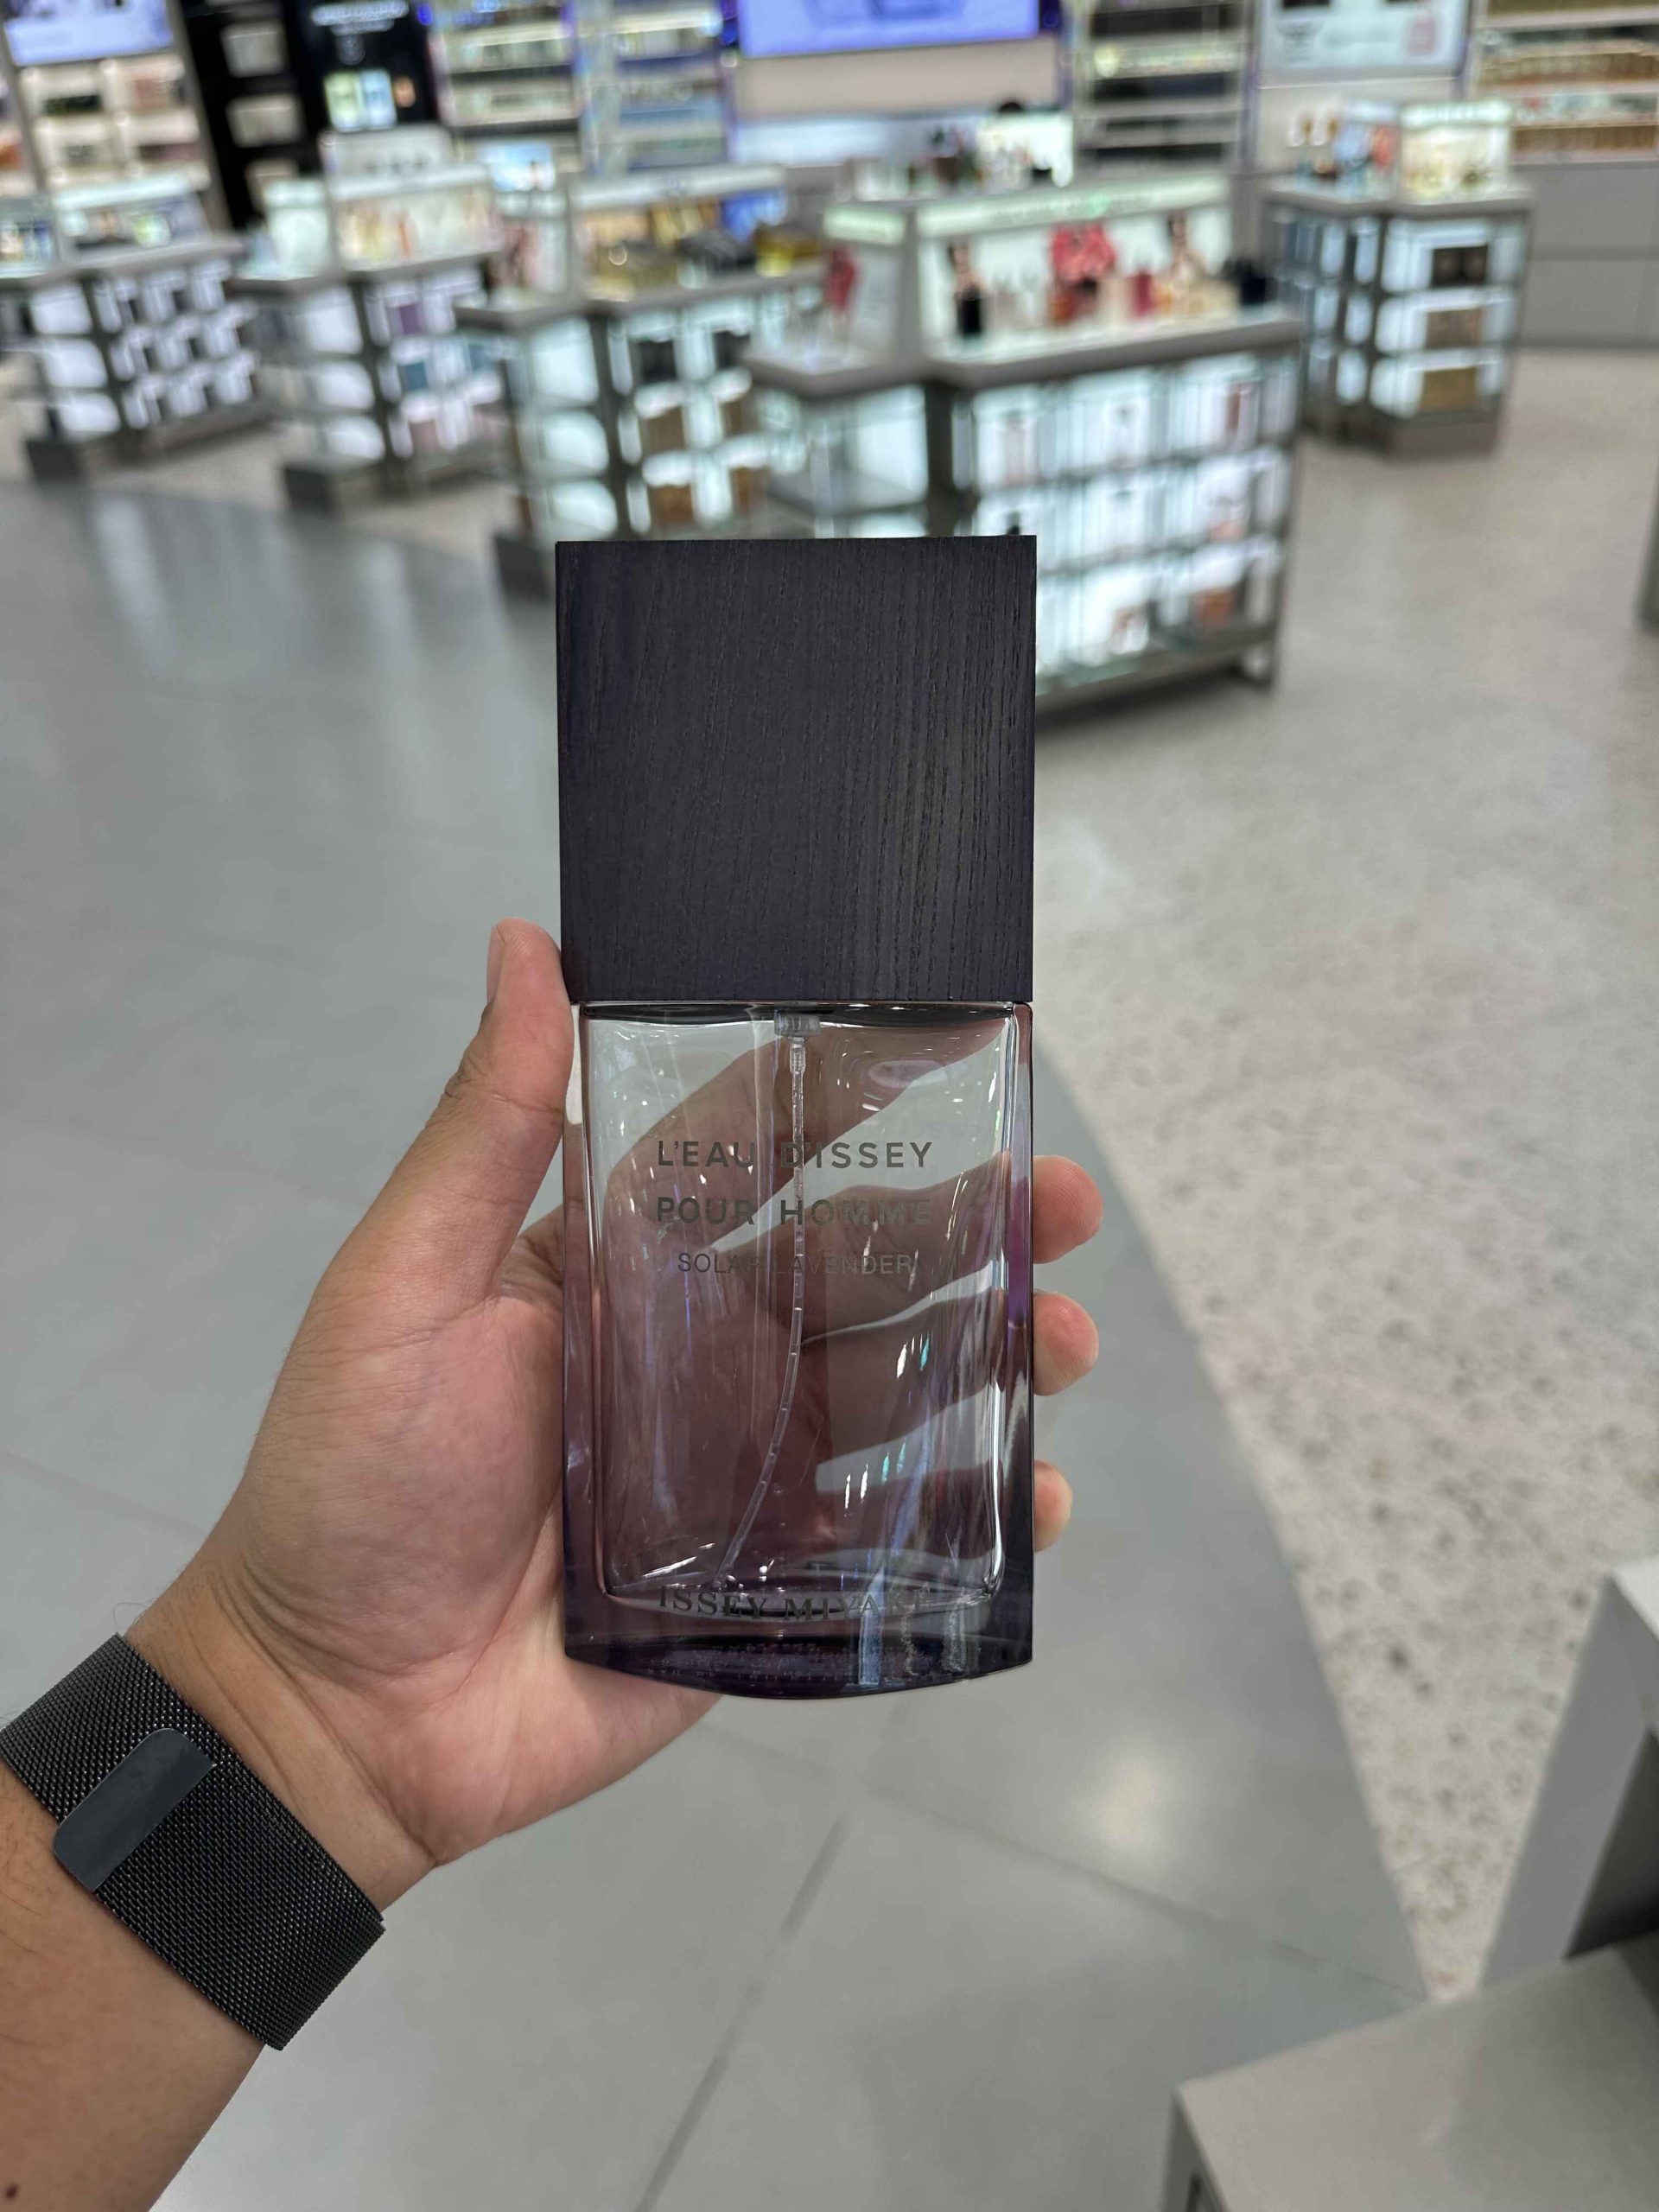 L'EAU D'ISSEY
POUR HOMME
SOLAR LAVENDER
ISSEY MIYAKE